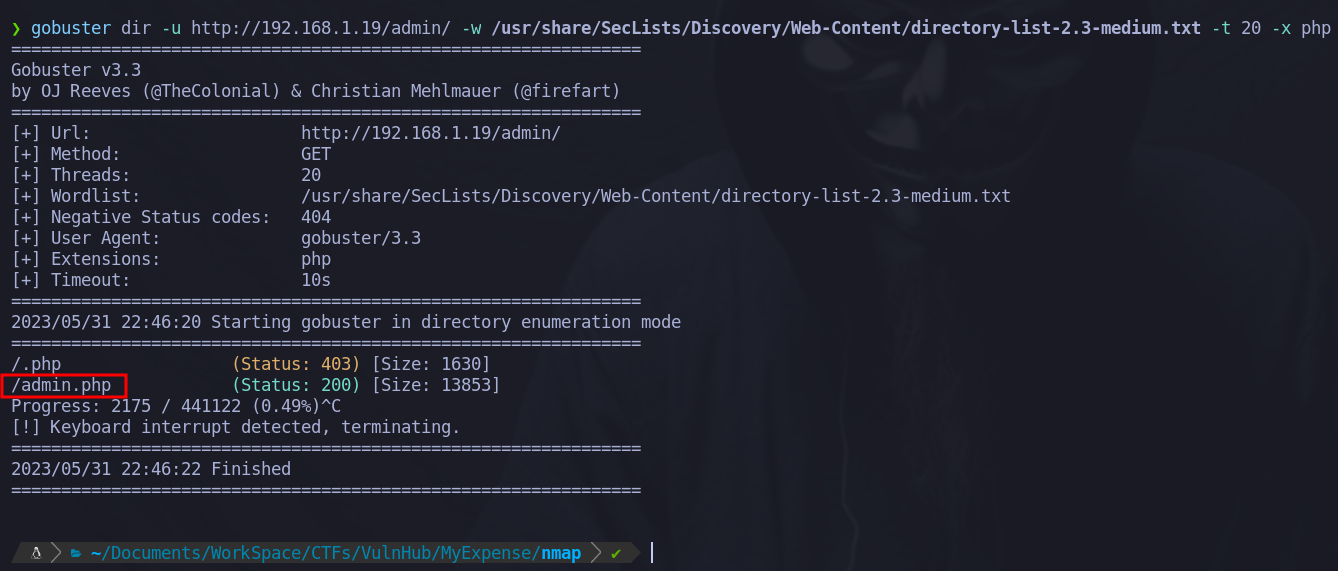 ❯ gobuster dir -u http://192.168.1.19/admin/ -w /usr/share/SecLists/Discovery/Web-Content/directory-list-2.3-medium.txt -t 20 -x php
===============================================================
Gobuster v3.3
by OJ Reeves (@TheColonial) & Christian Mehlmauer (@firefart)
===============================================================
[+] Url:                     http://192.168.1.19/admin/
[+] Method:                  GET
[+] Threads:                 20
[+] Wordlist:                /usr/share/SecLists/Discovery/Web-Content/directory-list-2.3-medium.txt
[+] Negative Status codes:   404
[+] User Agent:              gobuster/3.3
[+] Extensions:              php
[+] Timeout:                 10s
===============================================================
2023/05/31 22:46:20 Starting gobuster in directory enumeration mode
===============================================================
/.php                 (Status: 403) [Size: 1630]
/admin.php            (Status: 200) [Size: 13853]
Progress: 2175 / 441122 (0.49%)^C
[!] Keyboard interrupt detected, terminating.
===============================================================
2023/05/31 22:46:22 Finished
===============================================================
~/Documents/WorkSpace/CTFs/VulnHub/MyExpense/nmap ✔